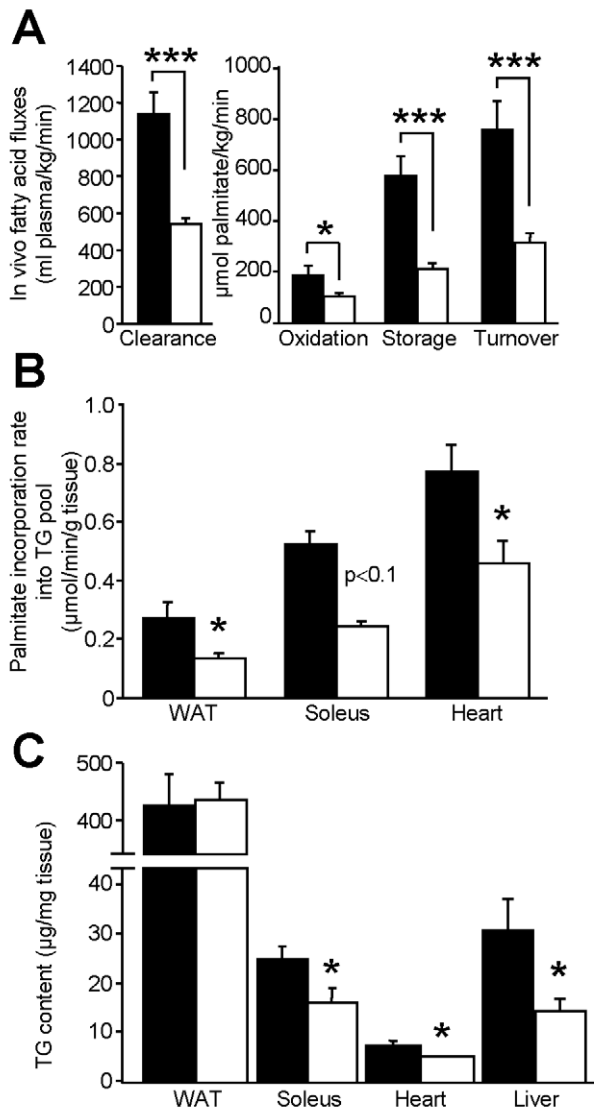 A
In vivo fatty acid fluxes
(ml plasma/kg/min)
1400
1200
1000
800
600
400
200
0
***
Clearance
µmol palmitate/kg/min
1000
800
600
400
200
0
*
***
***
Oxidation Storage Turnover
B
Palmitate incorporation rate
into TG pool
(µmol/min/g tissue)
1.0
0.8
0.6
0.4
0.2
0
*
p<0.1
*
WAT Soleus Heart
C
TG content (µg/mg tissue)
500
400
40
30
20
10
0
*
*
*
WAT Soleus Heart Liver